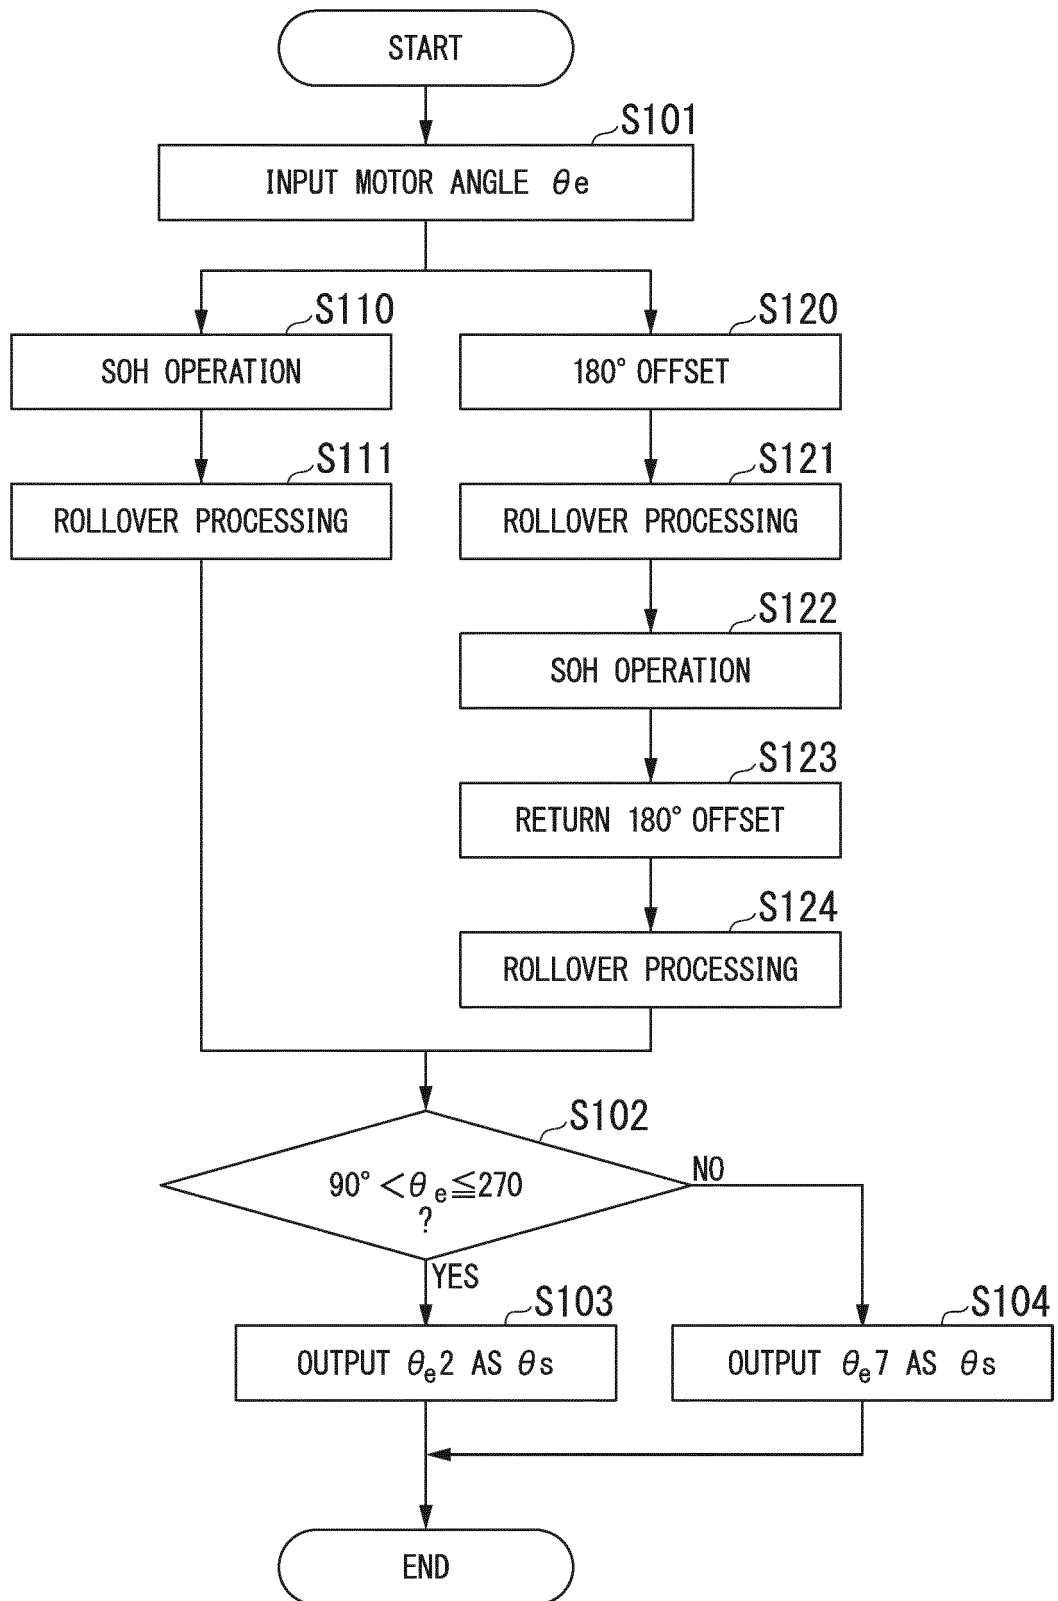 START
S101
INPUT MOTOR ANGLE θe
S110
SOH OPERATION
S120
180° OFFSET
S111
ROLLOVER PROCESSING
S121
ROLLOVER PROCESSING
S122
SOH OPERATION
S123
RETURN 180° OFFSET
S124
ROLLOVER PROCESSING
S102
90° <θe≦270
?
NO
YES
S103
OUTPUT θe2 AS θs
S104
OUTPUT θe7 AS θs
END